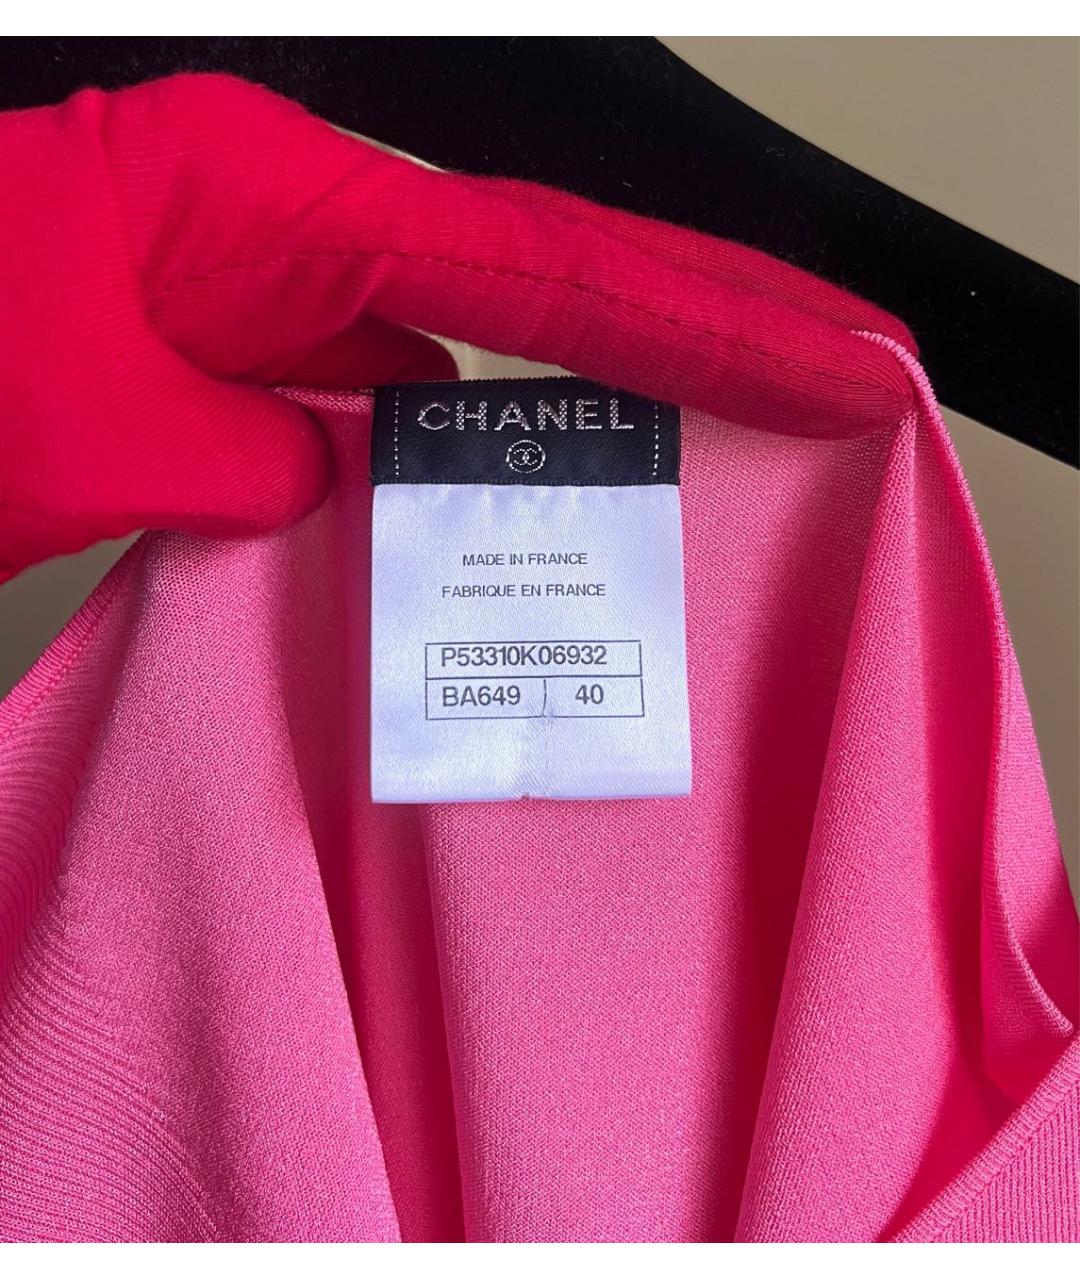 CHANEL
MADE IN FRANCE
FABRIQUE EN FRANCE
P53310K06932
BA649 40